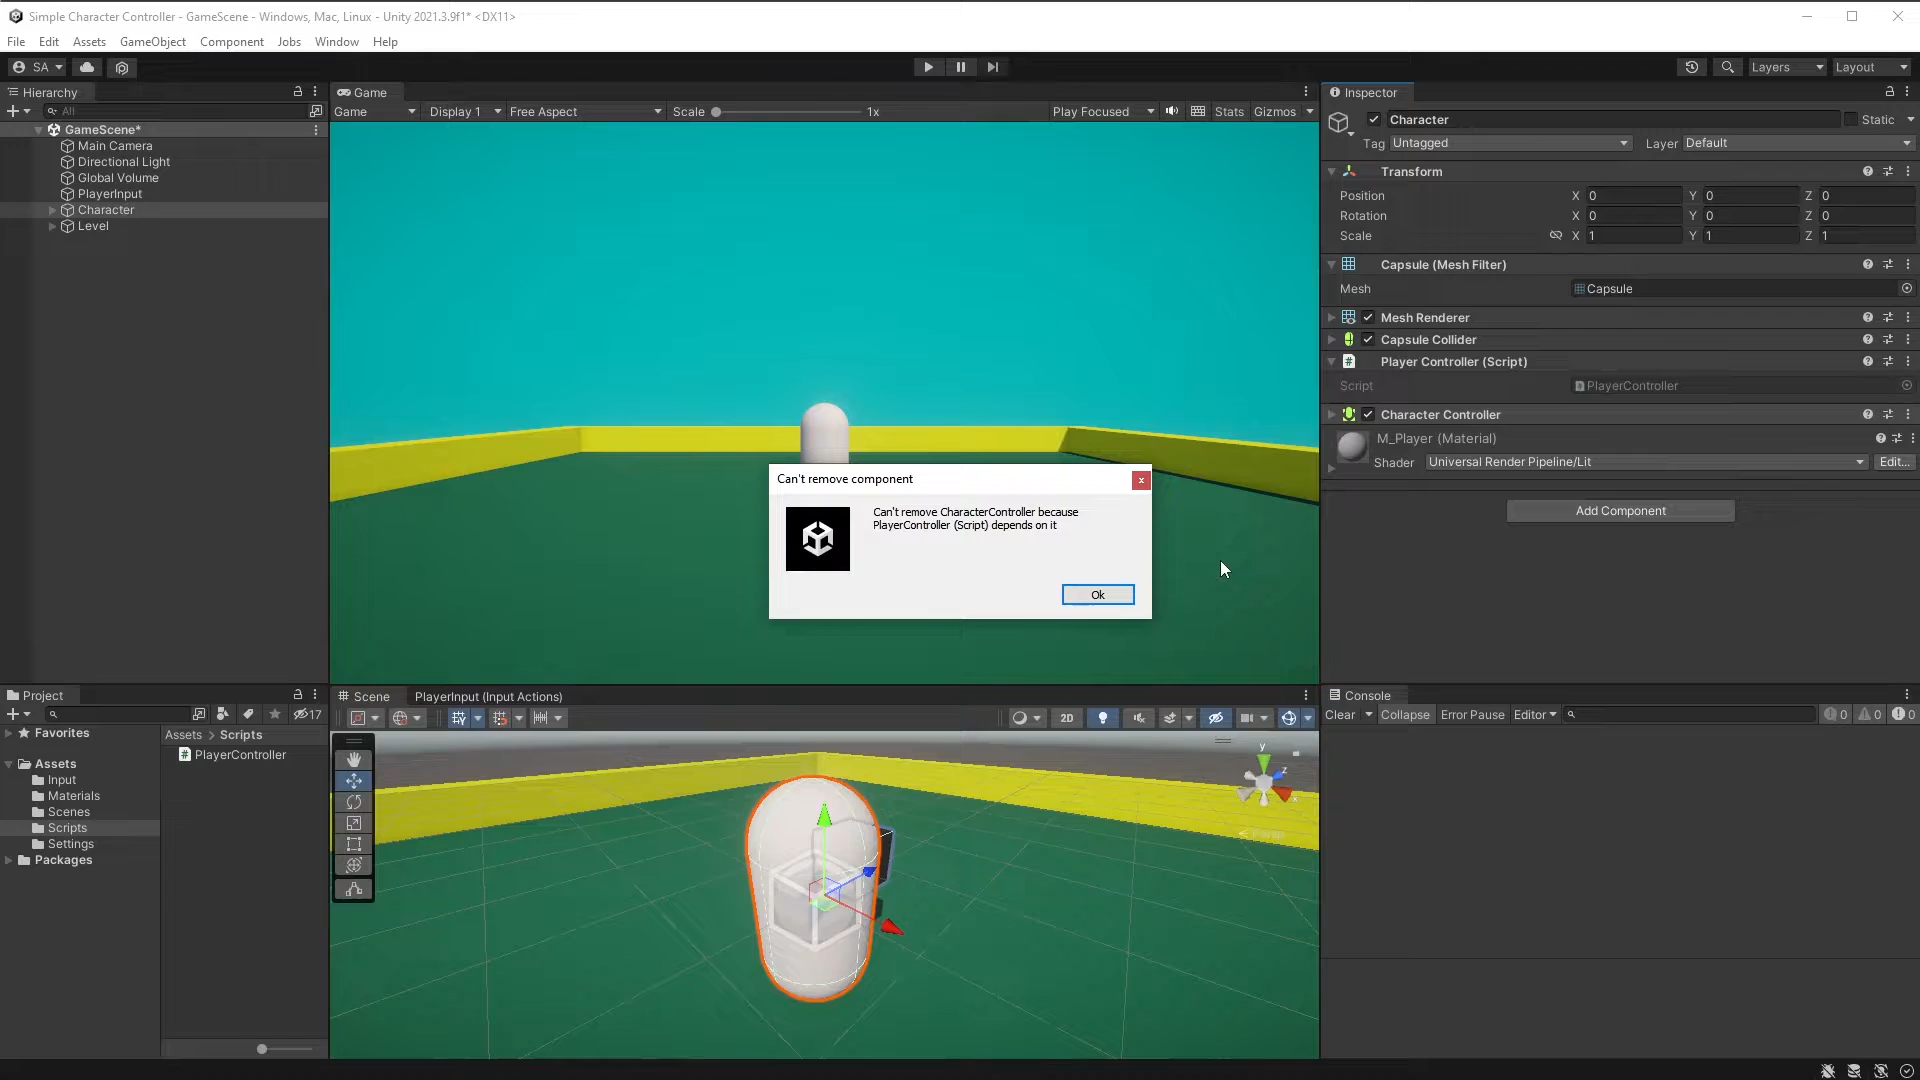 Simple Character Controller - GameScene - Windows, Mac, Linux - Unity 2021.3.9f1* <DX11>
File Edit Assets GameObject Component Jobs Window Help
SA
Layers Layout
Hierarchy
All
GameScene*
Main Camera
Directional Light
Global Volume
PlayerInput
Character
Level
Game
Game Display 1 Free Aspect Scale 1x Play Focused Stats Gizmos
Can't remove component
x
Can't remove CharacterController because
PlayerController (Script) depends on it
Ok
Inspector
Character Static
Tag Untagged Layer Default
Transform
Position X 0 Y 0 Z 0
Rotation X 0 Y 0 Z 0
Scale X 1 Y 1 Z 1
Capsule (Mesh Filter)
Mesh Capsule
Mesh Renderer
Capsule Collider
Player Controller (Script)
Script PlayerController
Character Controller
M_Player (Material)
Shader Universal Render Pipeline/Lit Edit...
Add Component
Project
17
Favorites
Assets
Input
Materials
Scenes
Scripts
Settings
Packages
Assets > Scripts
PlayerController
Scene PlayerInput (Input Actions)
2D
y
z
x
< Persp
Console
Clear Collapse Error Pause Editor 0 0 0